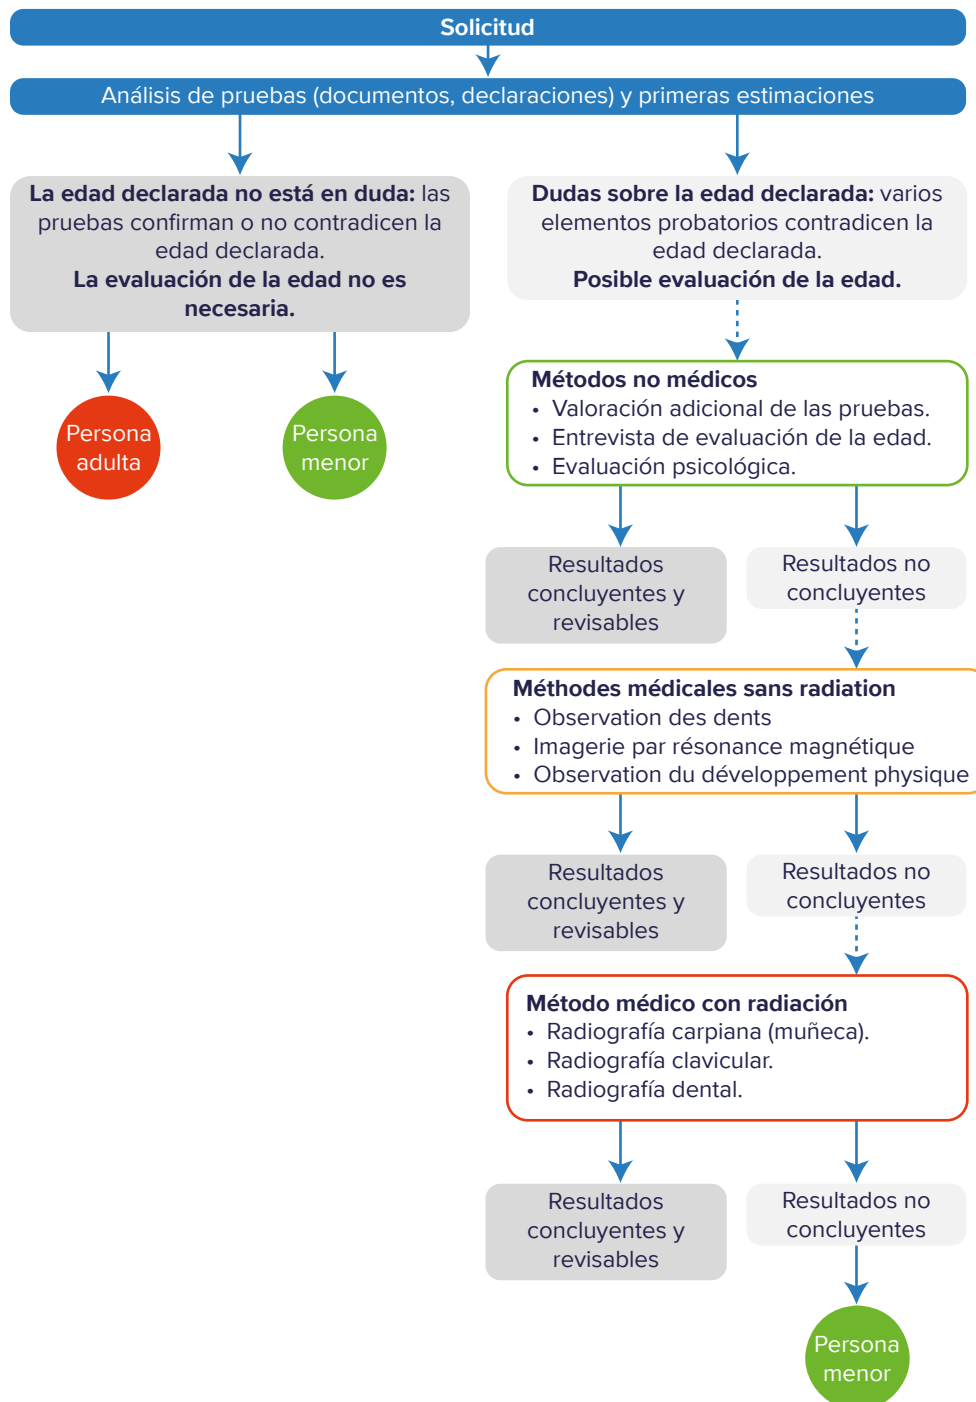 Solicitud
Análisis de pruebas (documentos, declaraciones) y primeras estimaciones
La edad declarada no está en duda: las
pruebas confirman o no contradicen la
edad declarada.
La evaluación de la edad no es
necesaria.
Dudas sobre la edad declarada: varios
elementos probatorios contradicen la
edad declarada.
Posible evaluación de la edad.
Persona
adulta
Persona
menor
Métodos no médicos
• Valoración adicional de las pruebas.
• Entrevista de evaluación de la edad.
• Evaluación psicológica.
Resultados
concluyentes y
revisables
Resultados no
concluyentes
Méthodes médicales sans radiation
• Observation des dents
• Imagerie par résonance magnétique
• Observation du développement physique
Resultados
concluyentes y
revisables
Resultados no
concluyentes
Método médico con radiación
• Radiografía carpiana (muñeca).
• Radiografía clavicular.
• Radiografía dental.
Resultados
concluyentes y
revisables
Resultados no
concluyentes
Persona
menor